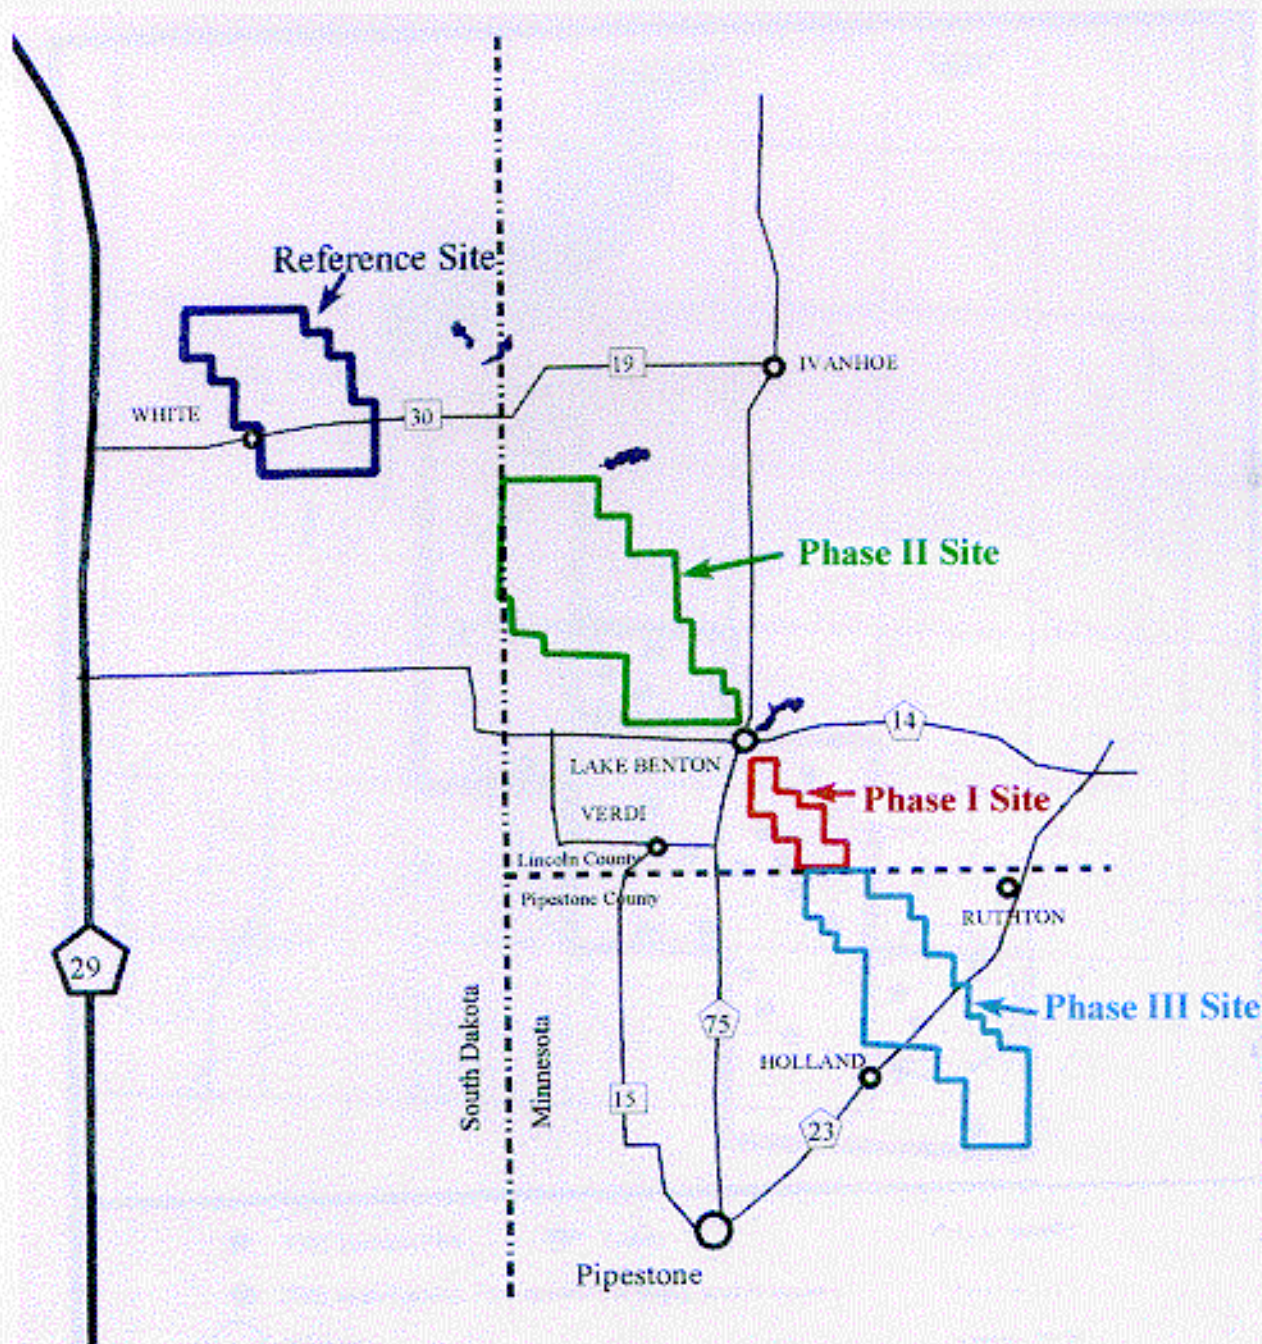 Reference Site
19
IVANHOE
WHITE
30
Phase II Site
14
LAKE BENTON
Phase I Site
VERDI
Lincoln County
Pipestone County
RUTHTON
29
South Dakota
Minnesota
75
Phase III Site
HOLLAND
15
23
Pipestone